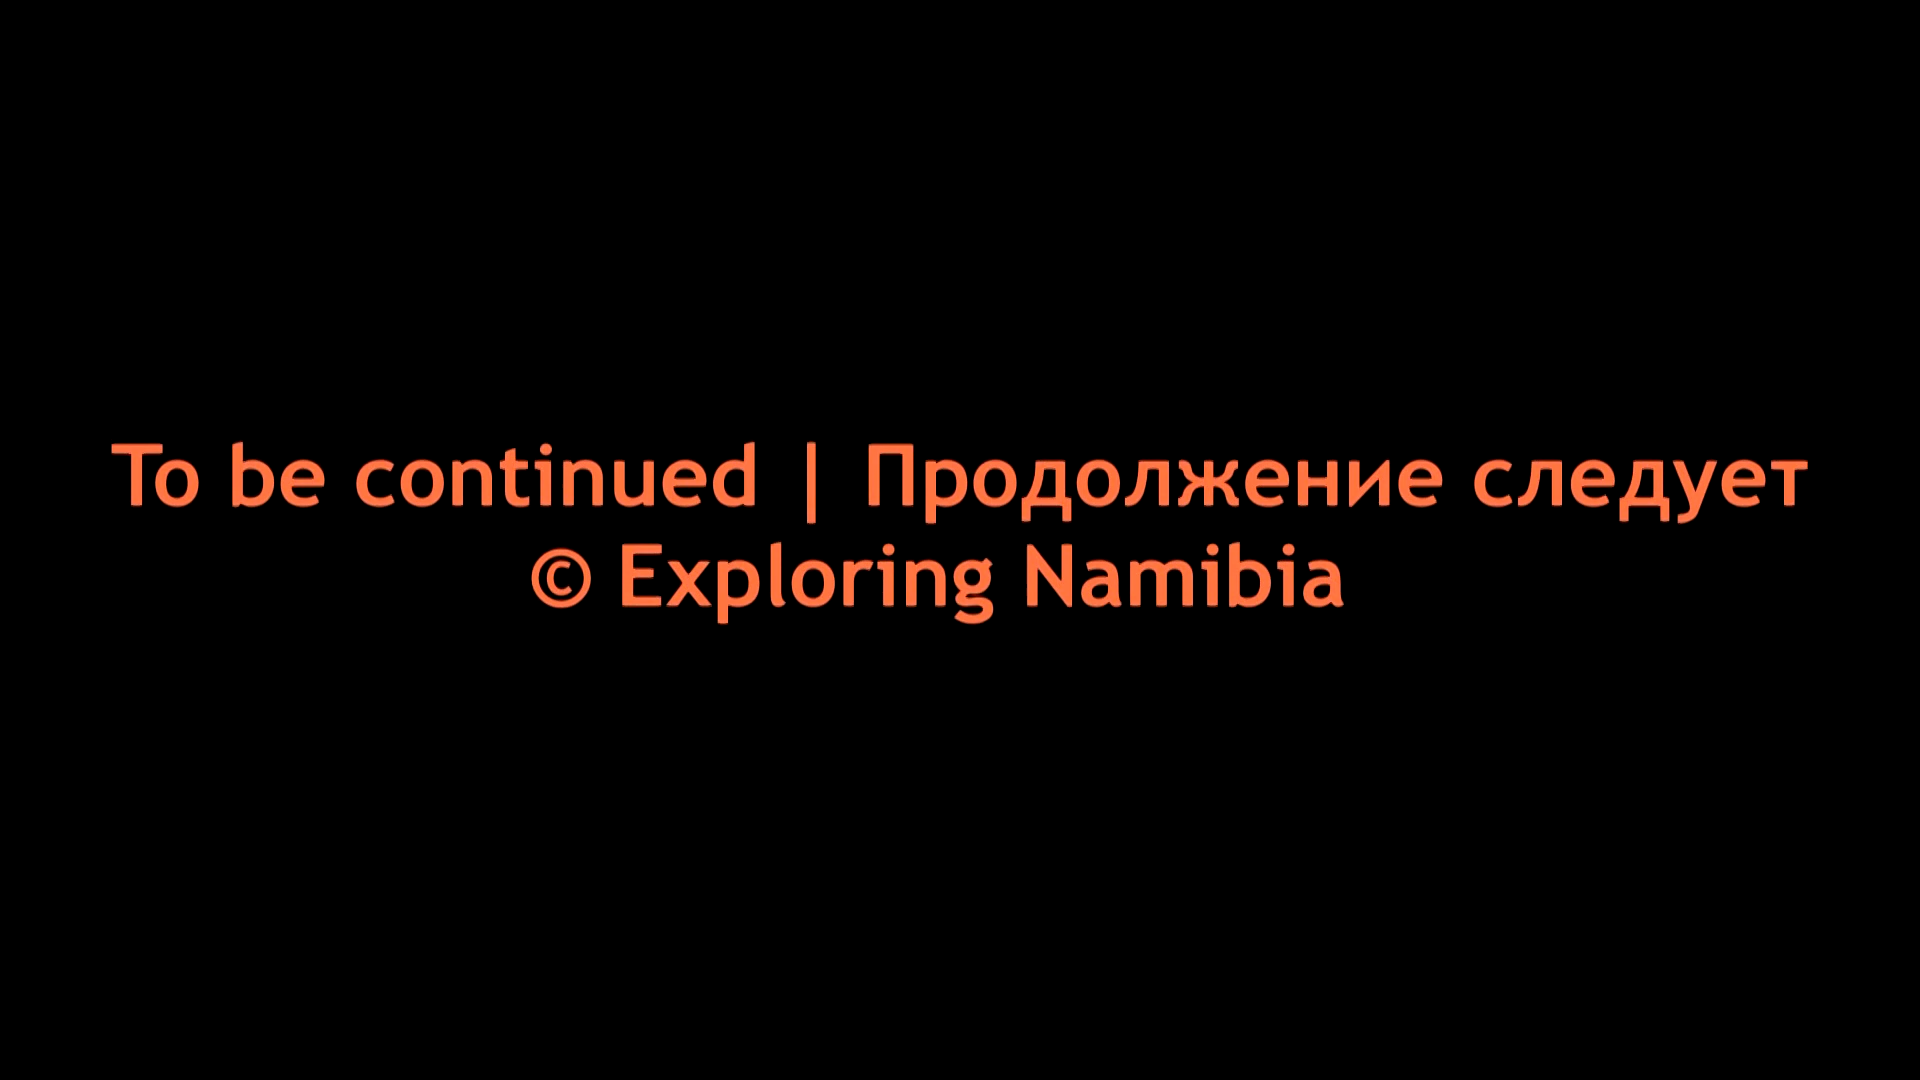 To be continued | Продолжение следует
© Exploring Namibia